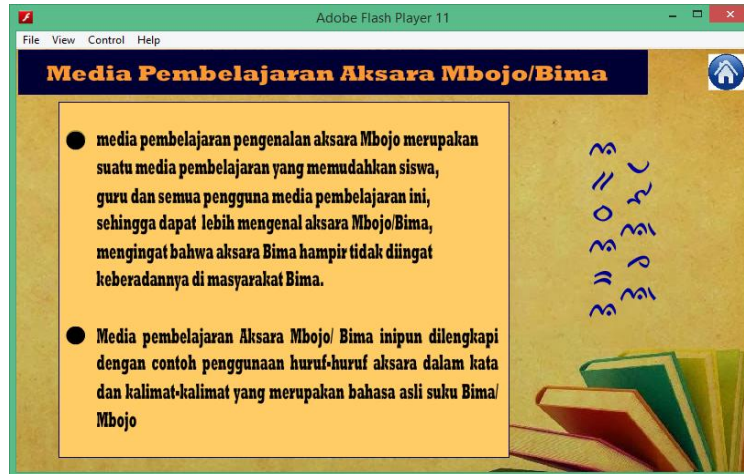 Adobe Flash Player 11
File View Control Help
Media Pembelajaran Aksara Mbojo/Bima
media pembelajaran pengenalan aksara Mbojo merupakan
suatu media pembelajaran yang memudahkan siswa,
guru dan semua pengguna media pembelajaran ini,
sehingga dapat lebih mengenal aksara Mbojo/Bima,
mengingat bahwa aksara Bima hampir tidak diingat
keberadannya di masyarakat Bima.
Media pembelajaran Aksara Mbojo/ Bima inipun dilengkapi
dengan contoh penggunaan huruf-huruf aksara dalam kata
dan kalimat-kalimat yang merupakan bahasa asli suku Bima/
Mbojo